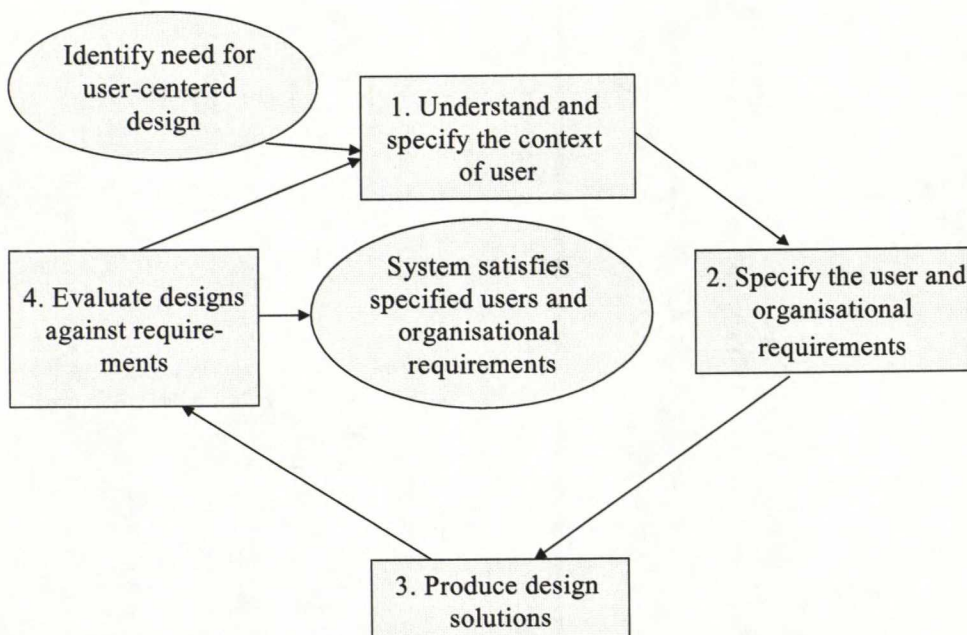 Identify need for
user-centered
design
1. Understand and
specify the context
of user
2. Specify the user and
organisational
requirements
3. Produce design
solutions
4. Evaluate designs
against require-
ments
System satisfies
specified users and
organisational
requirements